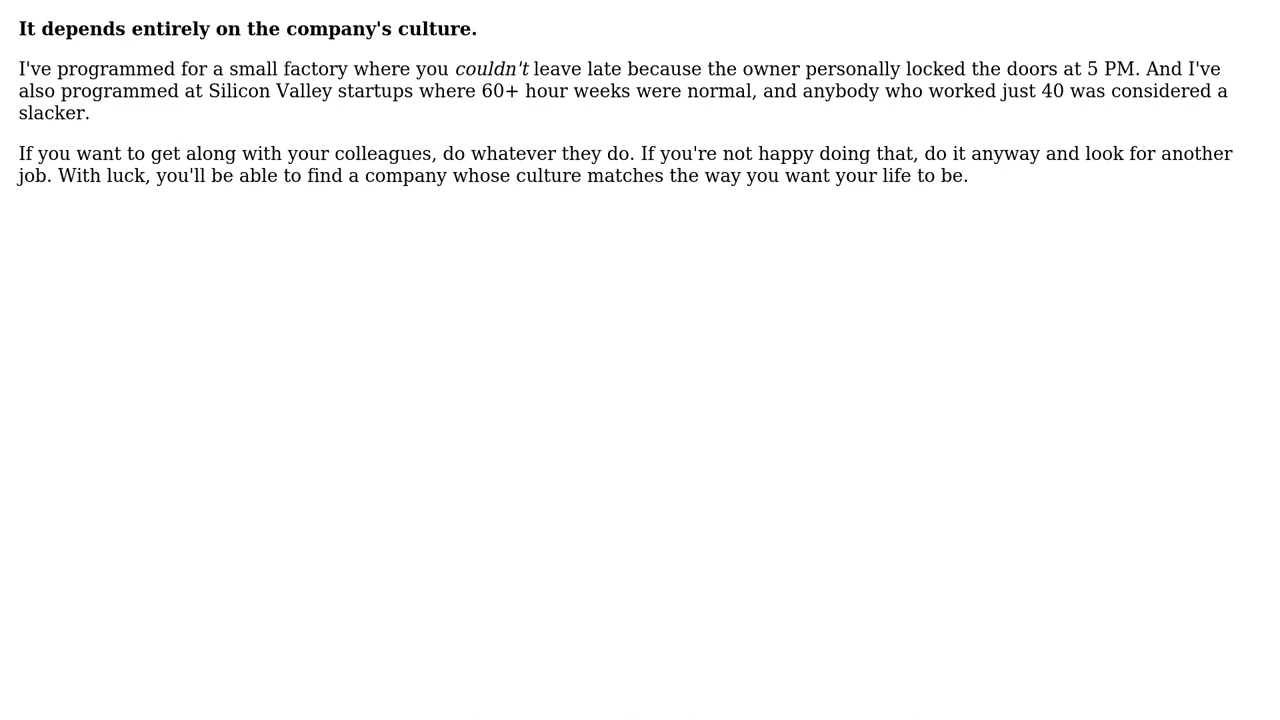 It depends entirely on the company's culture.
I've programmed for a small factory where you couldn't leave late because the owner personally locked the doors at 5 PM. And I've
also programmed at Silicon Valley startups where 60+ hour weeks were normal, and anybody who worked just 40 was considered a
slacker.
If you want to get along with your colleagues, do whatever they do. If you're not happy doing that, do it anyway and look for another
job. With luck, you'll be able to find a company whose culture matches the way you want your life to be.